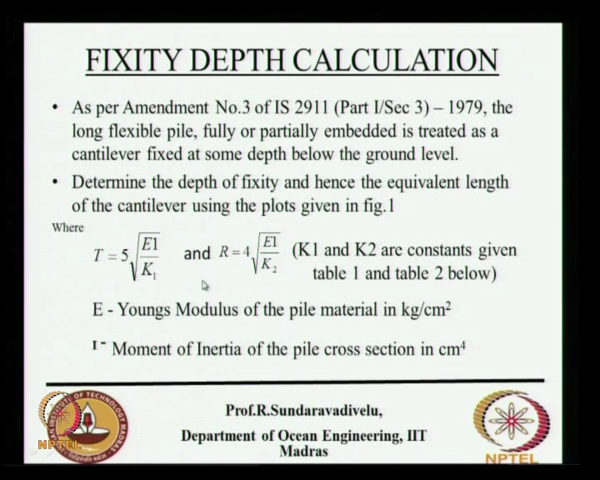 FIXITY DEPTH CALCULATION
• As per Amendment No.3 of IS 2911 (Part I/Sec 3) – 1979, the
long flexible pile, fully or partially embedded is treated as a
cantilever fixed at some depth below the ground level.
• Determine the depth of fixity and hence the equivalent length
of the cantilever using the plots given in fig.1
Where
T = 5√(E1/K₁) and R = 4√(E1/K₂) (K1 and K2 are constants given
table 1 and table 2 below)
E - Youngs Modulus of the pile material in kg/cm²
I - Moment of Inertia of the pile cross section in cm⁴
Prof.R.Sundaravadivelu,
Department of Ocean Engineering, IIT
Madras
NPTEL
NPTEL